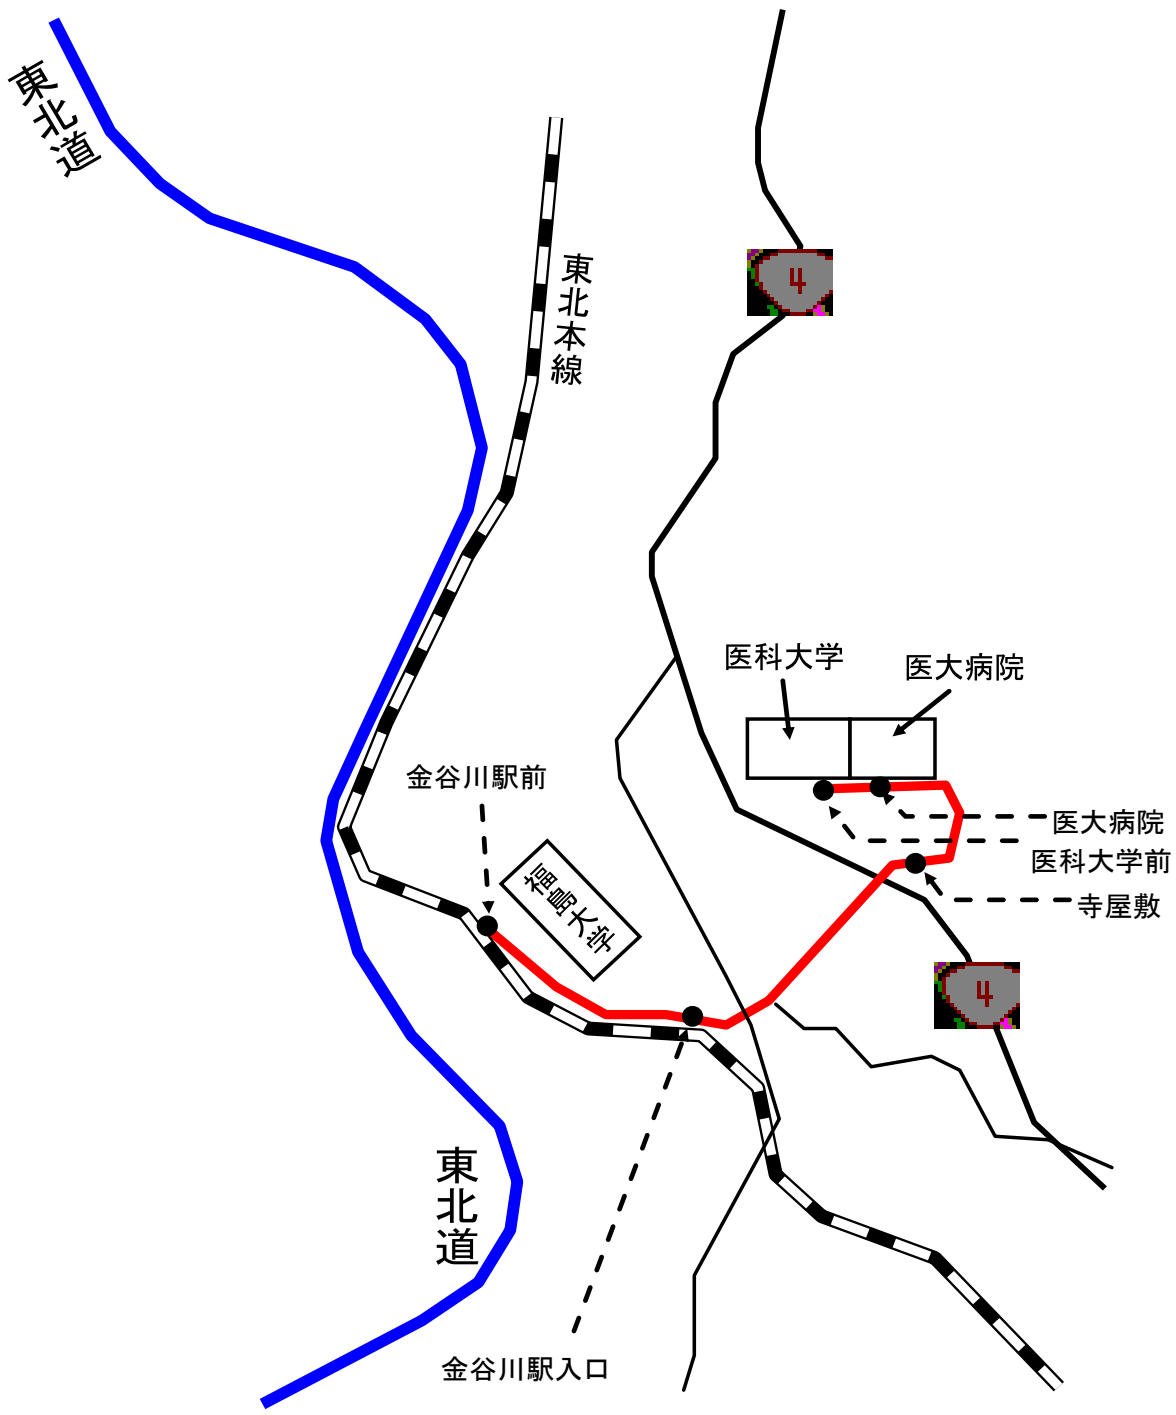 東北道
東北本線
4
医科大学
医大病院
金谷川駅前
福島大学
医大病院
医科大学前
寺屋敷
4
東北道
金谷川駅入口